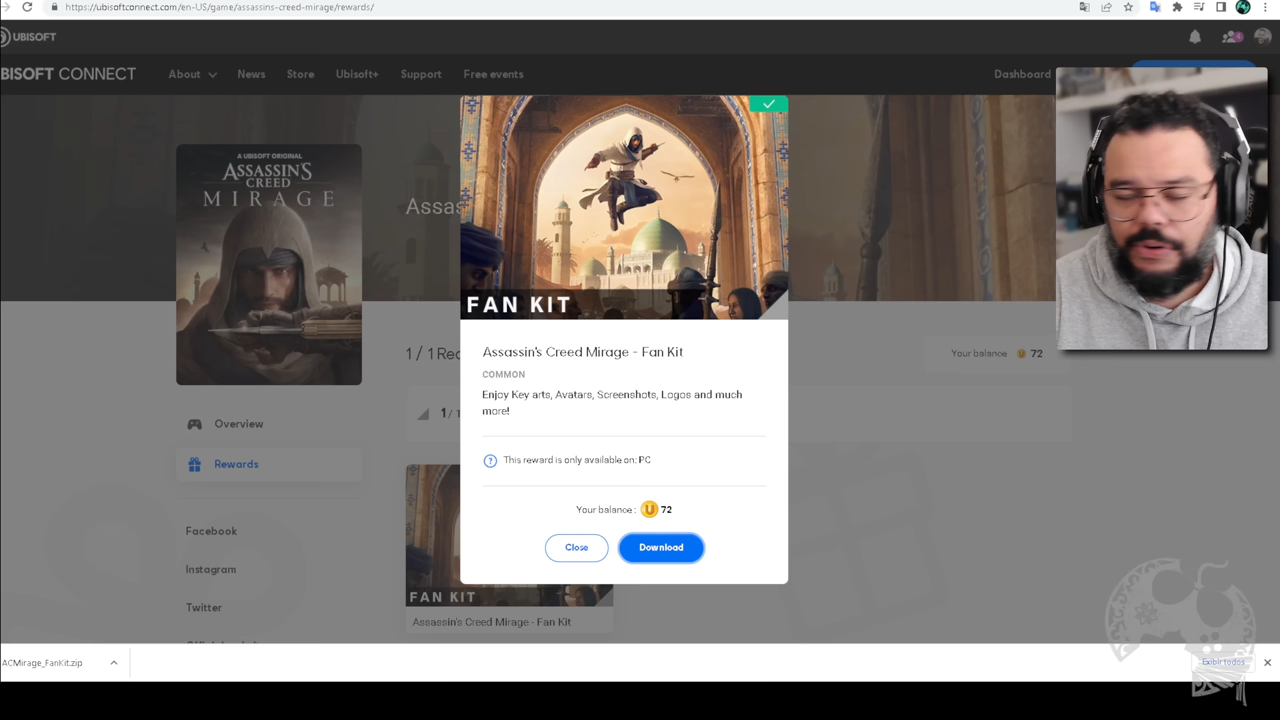 https://ubisoftconnect.com/en-US/game/assassins-creed-mirage/rewards/
UBISOFT
4
BISOFT CONNECT
About
News
Store
Ubisoft+
Support
Free events
Dashboard
A UBISOFT ORIGINAL
ASSASSIN'S
CREED
MIRAGE
Assas
FAN KIT
Assassin's Creed Mirage - Fan Kit
COMMON
Enjoy Key arts, Avatars, Screenshots, Logos and much
more!
This reward is only available on: PC
Your balance : 72
Close
Download
1 / 1 Rec
Your balance 72
1 / 1
Overview
Rewards
Facebook
Instagram
Twitter
FAN KIT
Assassin's Creed Mirage - Fan Kit
ACMirage_FanKit.zip
Exibir todos